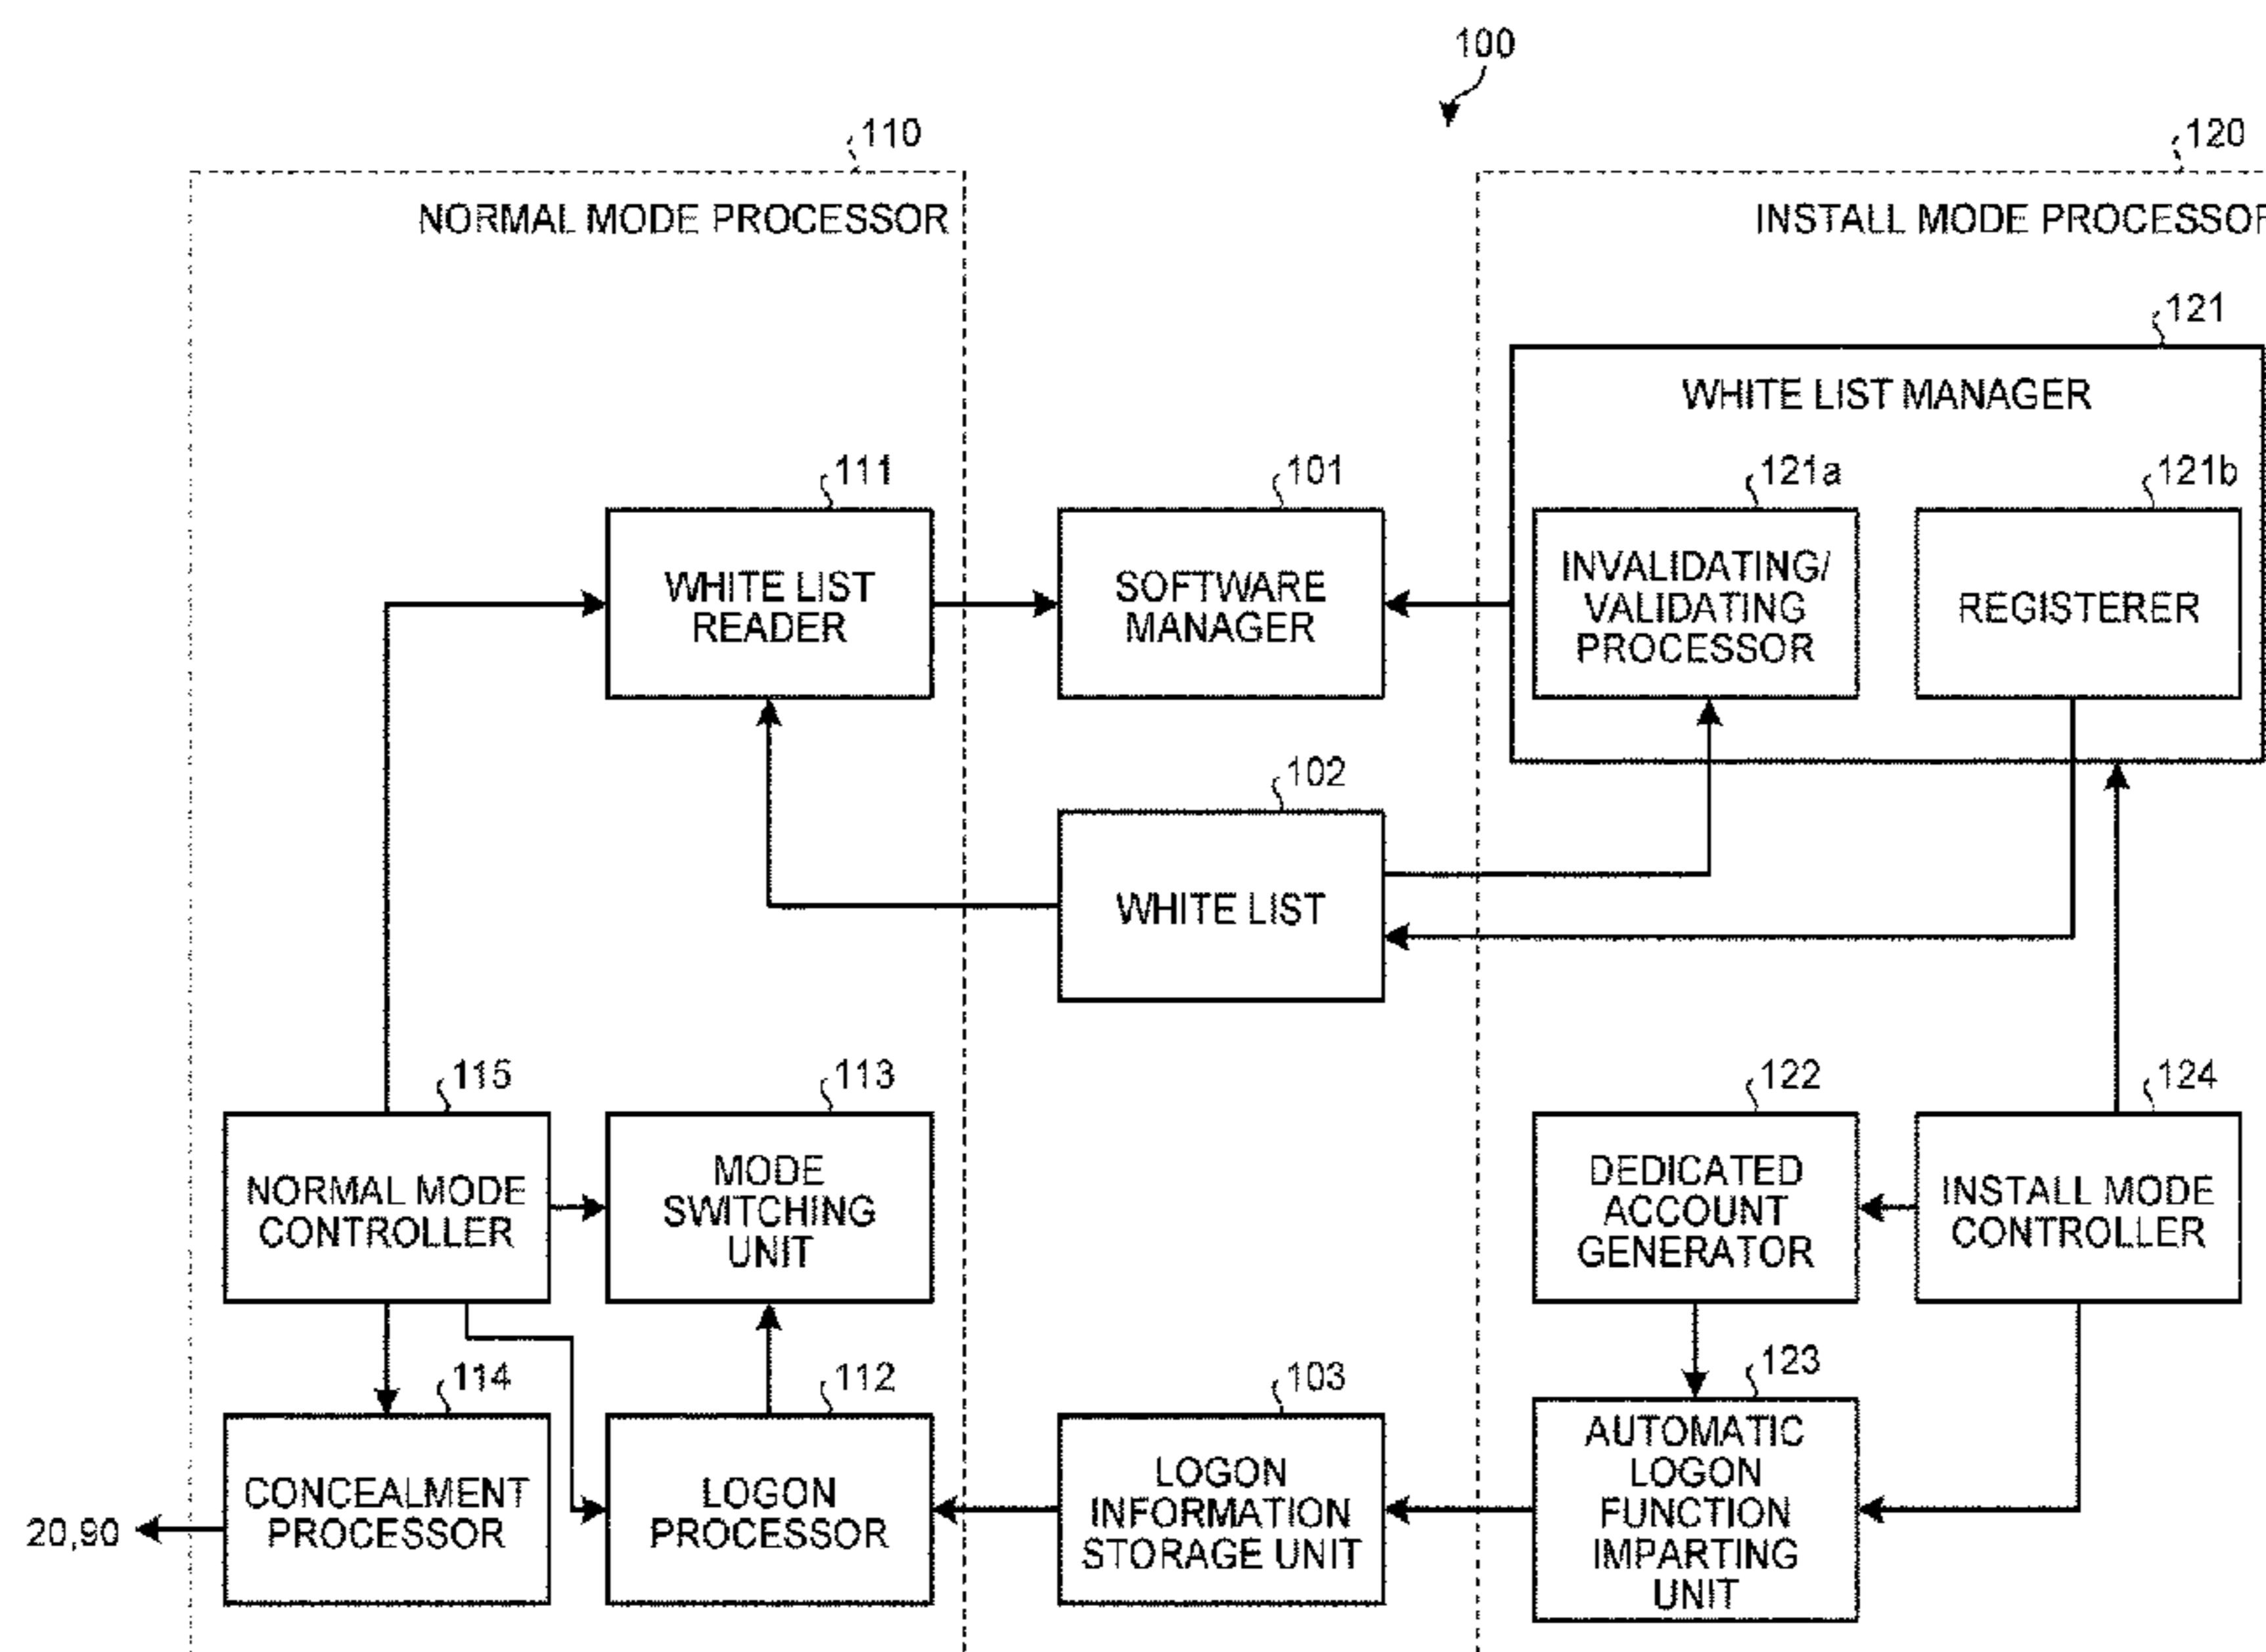 100
110
120
NORMAL MODE PROCESSOR
INSTALL MODE PROCESSOR
121
WHITE LIST MANAGER
111
101
121a
121b
WHITE LIST
READER
SOFTWARE
MANAGER
INVALIDATING/
VALIDATING
PROCESSOR
REGISTERER
102
WHITE LIST
115
113
122
124
NORMAL MODE
CONTROLLER
MODE
SWITCHING
UNIT
DEDICATED
ACCOUNT
GENERATOR
INSTALL MODE
CONTROLLER
114
112
103
123
CONCEALMENT
PROCESSOR
LOGON
PROCESSOR
LOGON
INFORMATION
STORAGE UNIT
AUTOMATIC
LOGON
FUNCTION
IMPARTING
UNIT
20,90